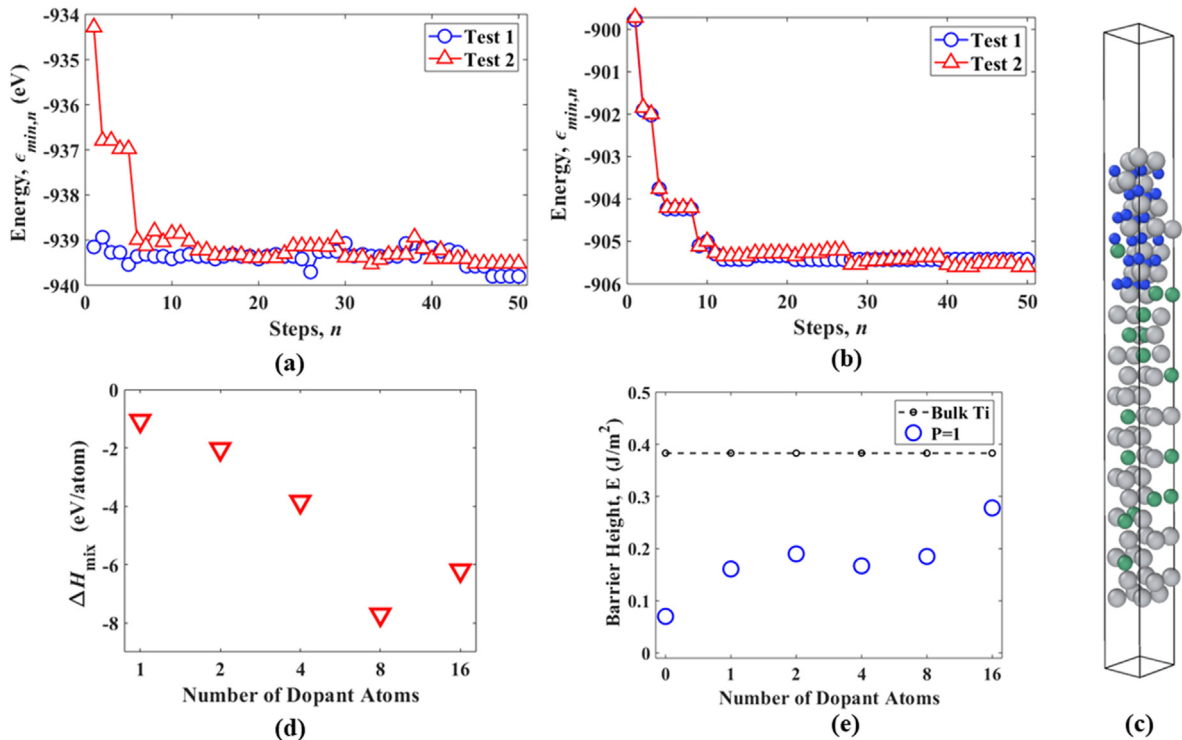 -934
-935
-936
-937
-938
-939
-940
Energy, ϵmin,n (eV)
Test 1
Test 2
0 10 20 30 40 50
Steps, n
(a)
-900
-901
-902
-903
-904
-905
-906
Energy, ϵmin,n
Test 1
Test 2
0 10 20 30 40 50
Steps, n
(b)
0
-2
-4
-6
-8
ΔHmix (eV/atom)
1 2 4 8 16
Number of Dopant Atoms
(d)
0.5
0.4
0.3
0.2
0.1
0
Barrier Height, E (J/m²)
Bulk Ti
P=1
0 1 2 4 8 16
Number of Dopant Atoms
(e)
(c)